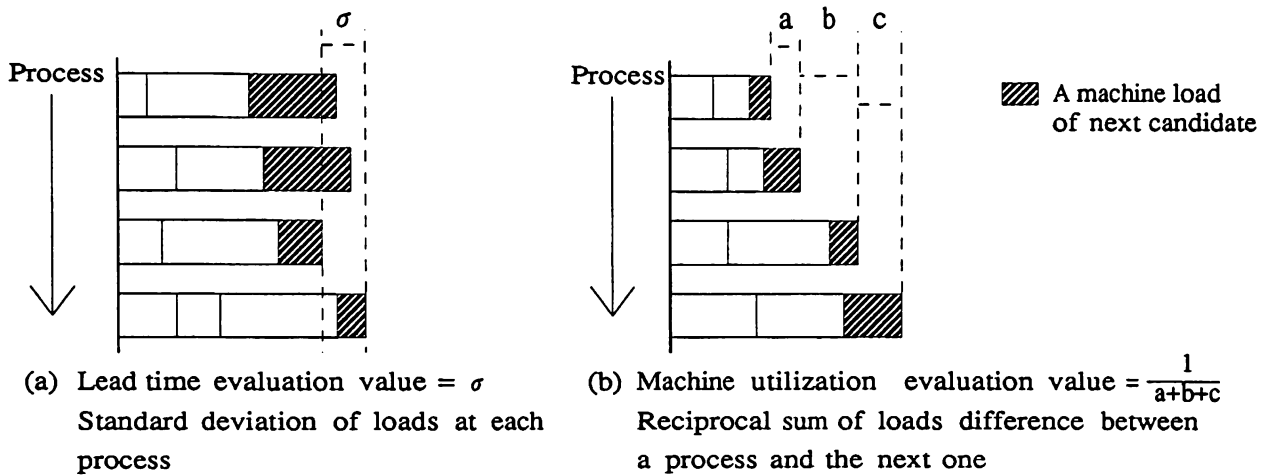 σ
a b c
Process
Process
A machine load
of next candidate
(a) Lead time evaluation value = σ
Standard deviation of loads at each
process
(b) Machine utilization evaluation value = 1/a+b+c
Reciprocal sum of loads difference between
a process and the next one